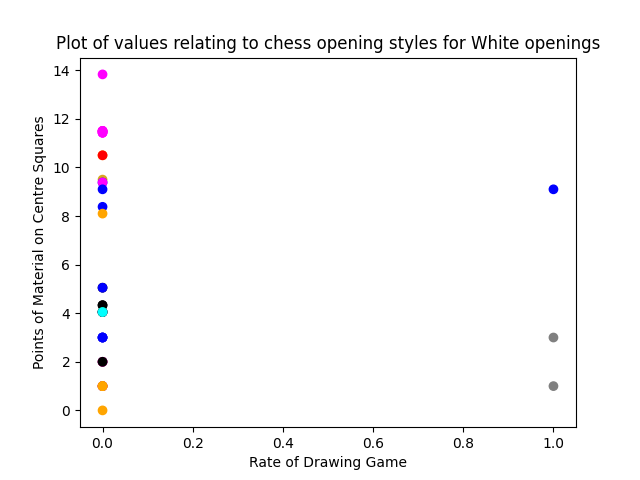 Plot of values relating to chess opening styles for White openings
14
12
10
8
6
4
2
0
Points of Material on Centre Squares
0.0 0.2 0.4 0.6 0.8 1.0
Rate of Drawing Game